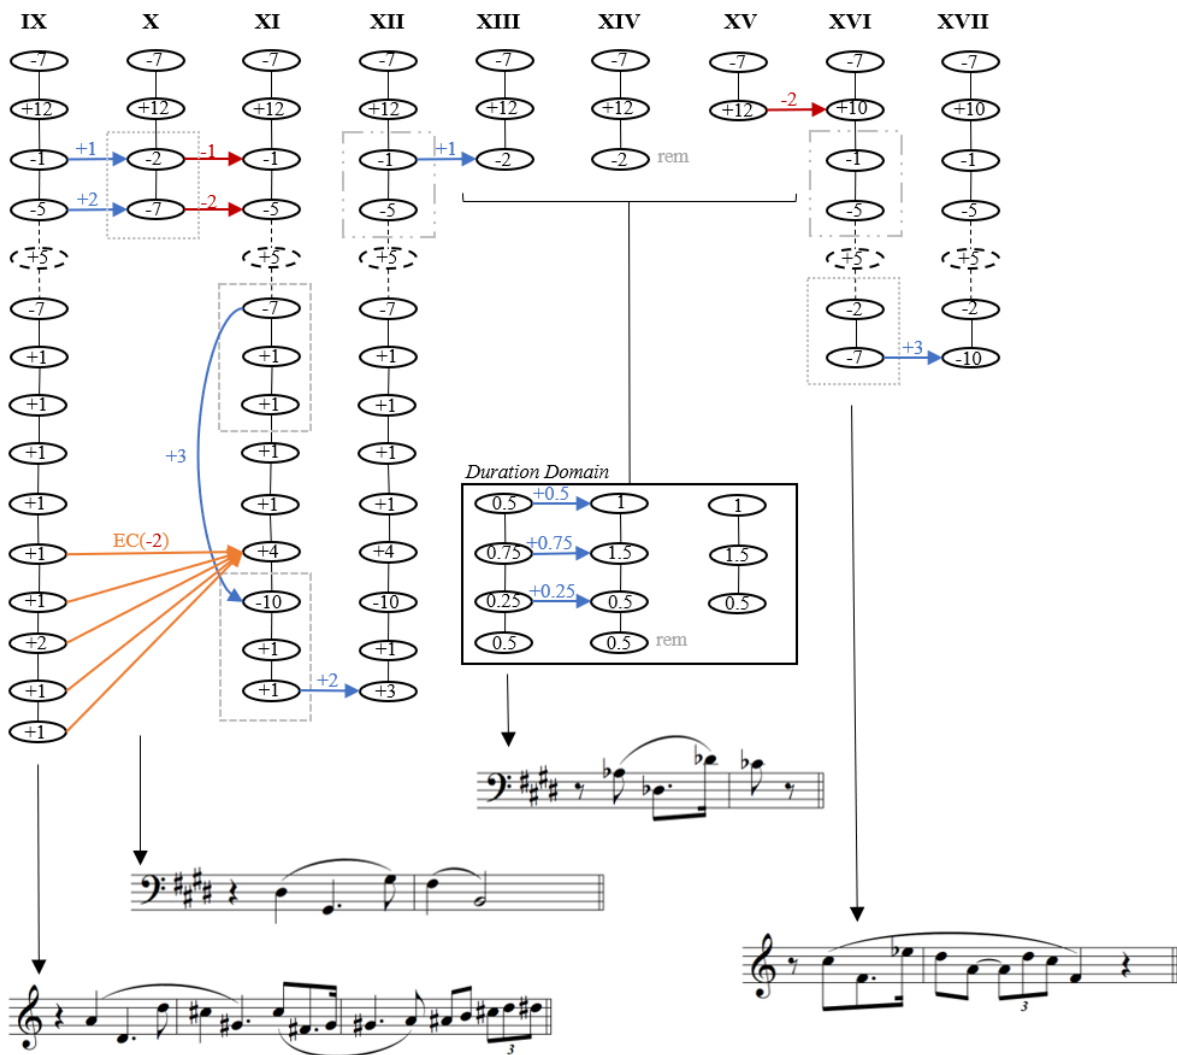 IX X XI XII XIII XIV XV XVI XVII
-7 -7 -7 -7 -7 -7 -7 -7 -7
+12 +12 +12 +12 +12 +12 +12 -2 +10 +10
-1 +1 -2 -1 -1 -1 +1 -2 -2 rem -1 -1
-5 +2 -7 -2 -5 -5 -5 -5
+5 +5 +5 +5 +5
-7 -7 -7 -2 -2
+1 +1 +1 -7 +3 -10
+1 +1 +1
+1 +3 +1 +1
Duration Domain
+1 +1 +1 0.5 +0.5 1 1
+1 EC(-2) +4 +4 0.75 +0.75 1.5 1.5
+1 -10 -10 0.25 +0.25 0.5 0.5
+2 +1 +1 0.5 0.5 rem
+1 +1 +2 +3
+1
3
3